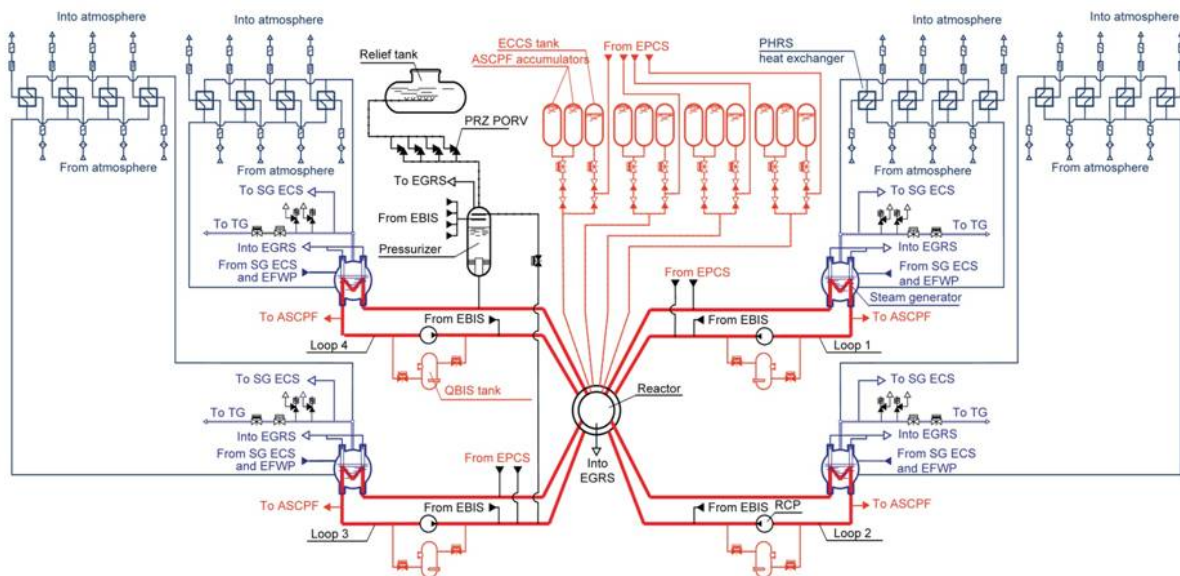 Into atmosphere
Into atmosphere
From atmosphere
From atmosphere
Relief tank
PRZ PORV
To EGRS
From EBIS
Pressurizer
ECCS tank
ASCPF accumulators
From EPCS
PHRS
heat exchanger
Into atmosphere
Into atmosphere
From atmosphere
From atmosphere
To SG ECS
To TG
Into EGRS
From SG ECS
and EFWP
To ASCPF
From EBIS
Loop 4
QBIS tank
From EPCS
From EBIS
To SG ECS
To TG
Into EGRS
From SG ECS
and EFWP
Steam generator
To ASCPF
Loop 1
Reactor
Into
EGRS
To SG ECS
To TG
Into EGRS
From SG ECS
and EFWP
To ASCPF
From EPCS
From EBIS
Loop 3
To SG ECS
To TG
Into EGRS
From SG ECS
and EFWP
To ASCPF
From EBIS
RCP
Loop 2